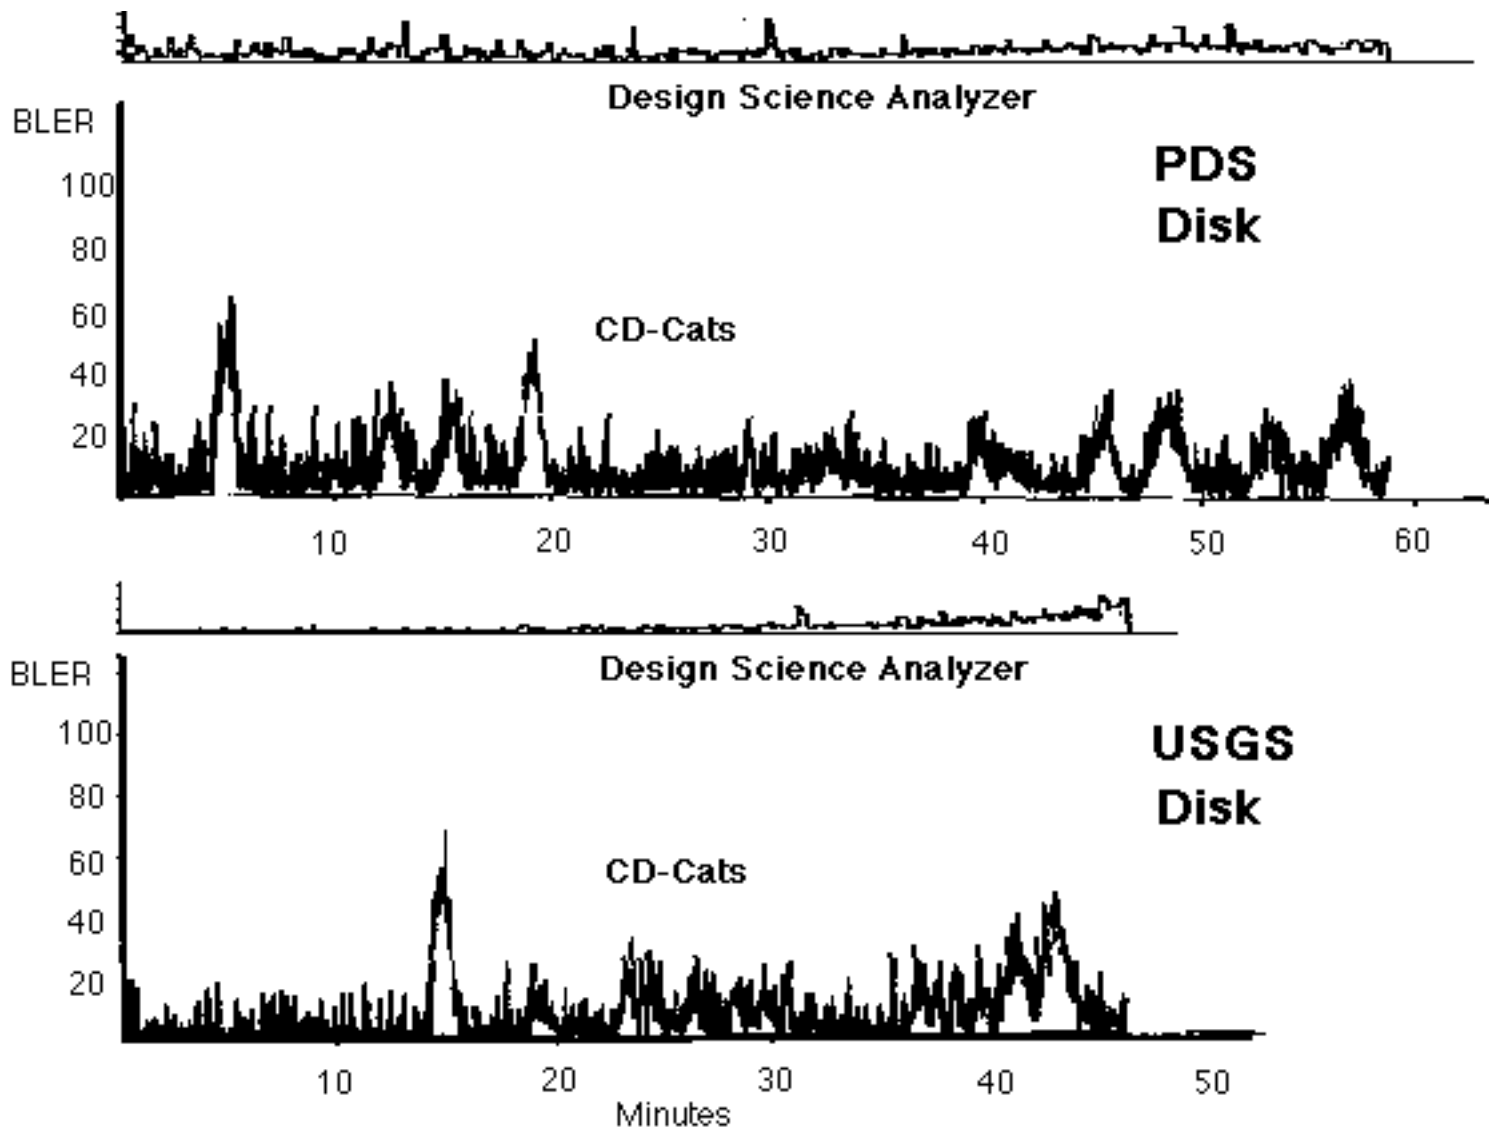 Design Science Analyzer
BLER
PDS
Disk
100
80
60
40
20
CD-Cats
10 20 30 40 50 60
Design Science Analyzer
BLER
USGS
Disk
100
80
60
40
20
CD-Cats
10 20 30 40 50
Minutes